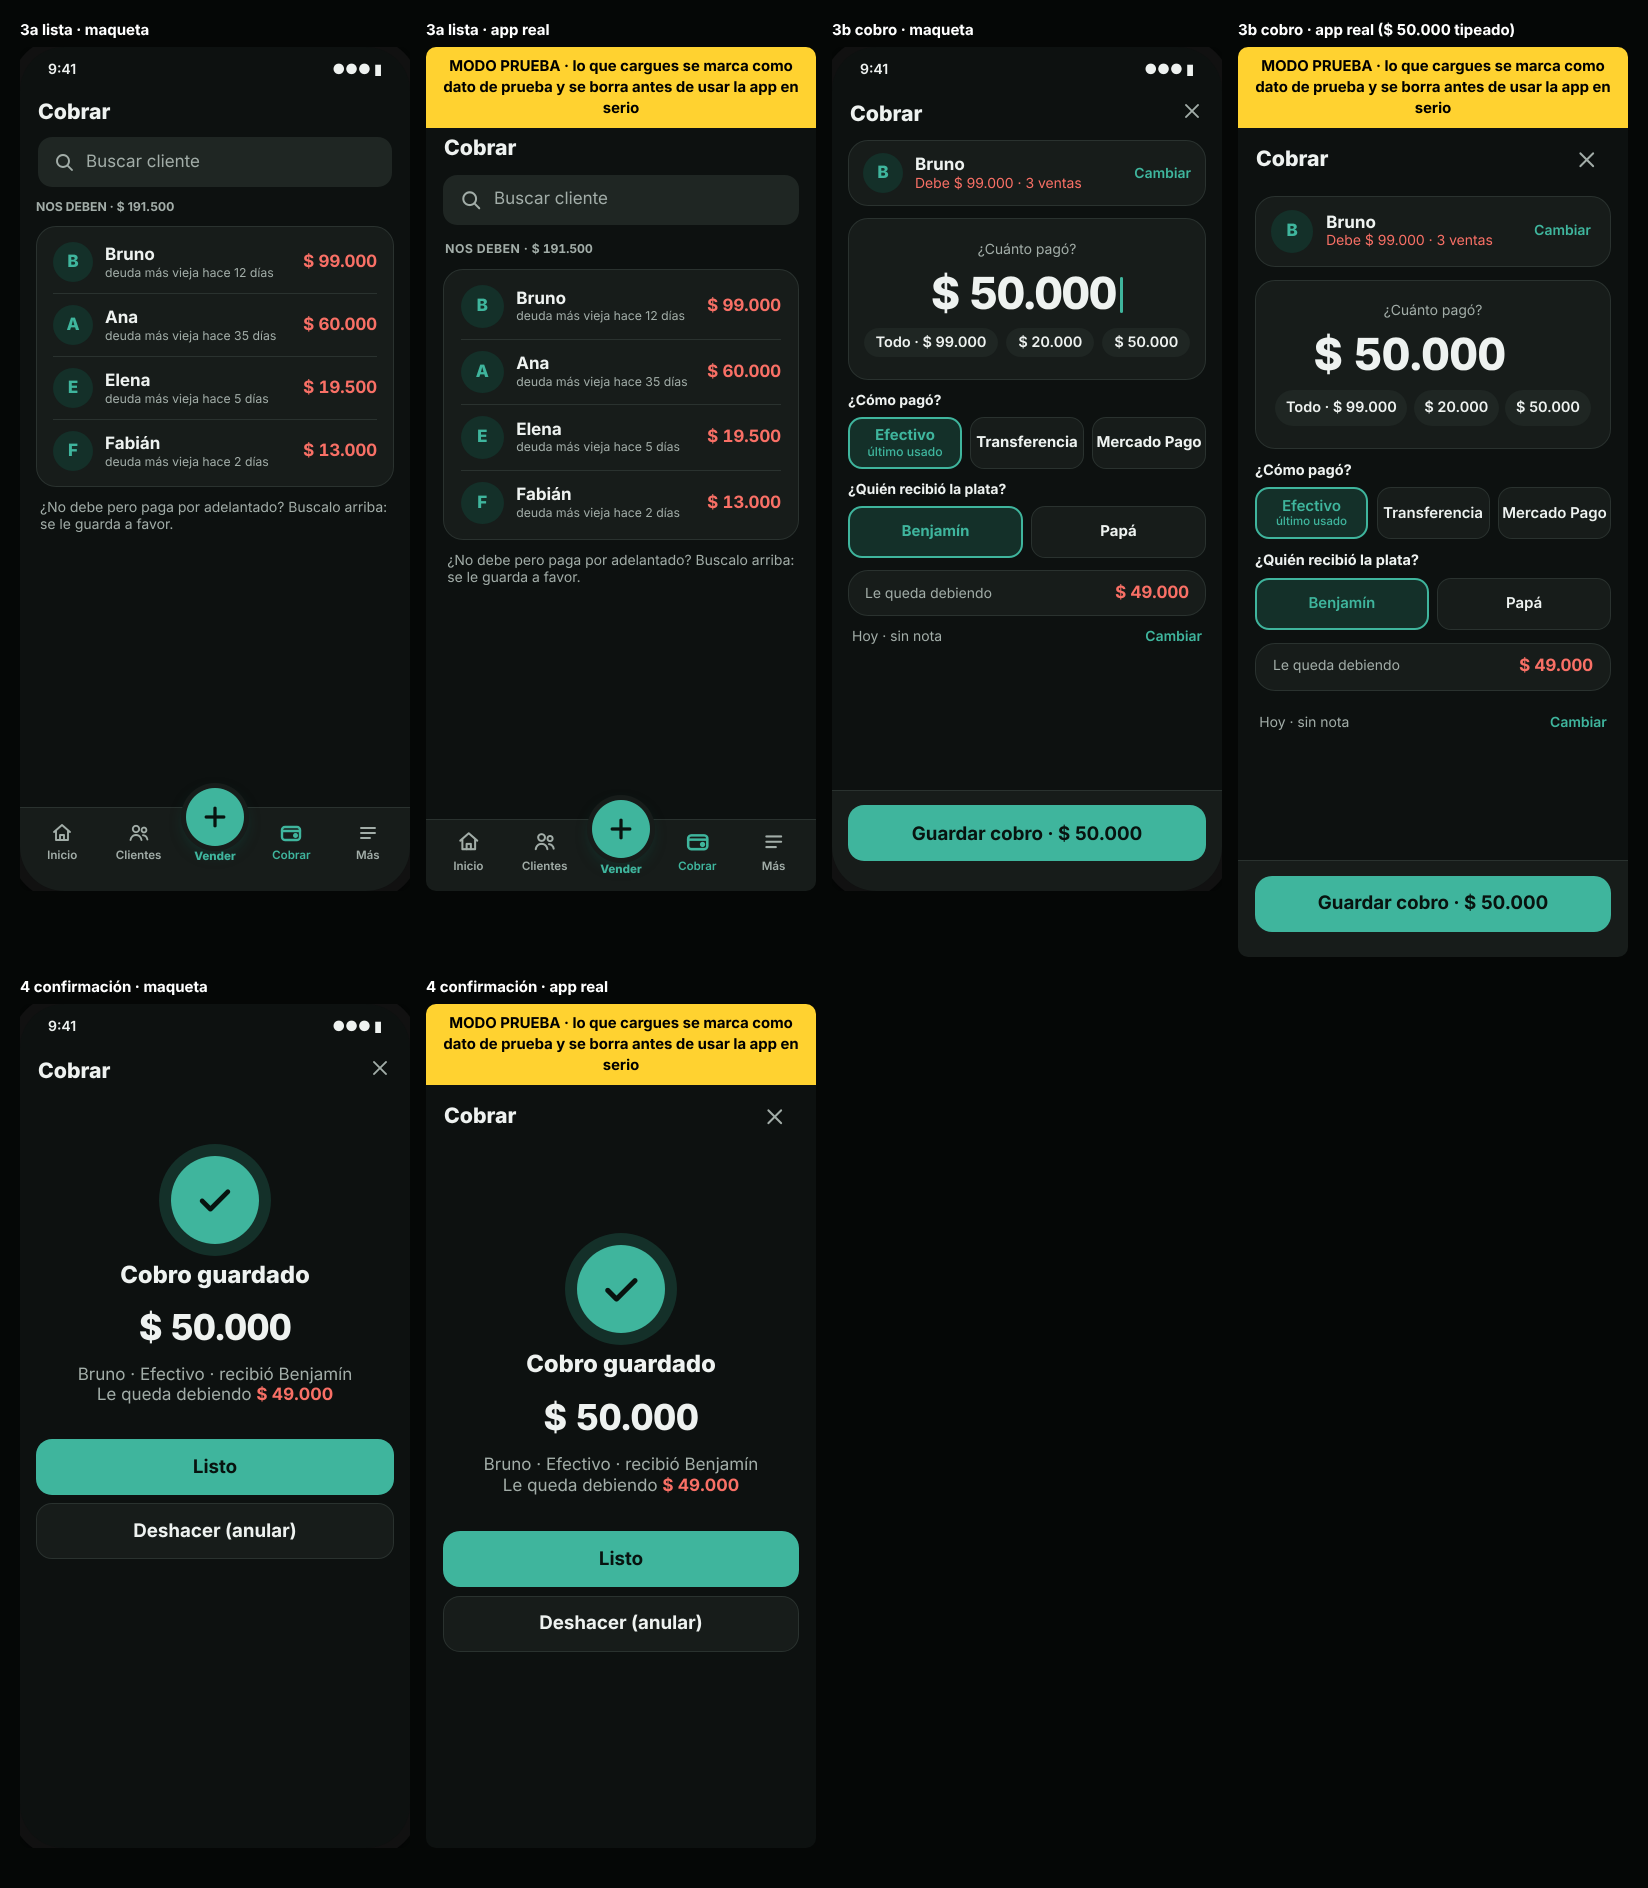 3a lista · maqueta
9:41
Cobrar
Buscar cliente
NOS DEBEN · $ 191.500
B
Bruno
deuda más vieja hace 12 días
$ 99.000
A
Ana
deuda más vieja hace 35 días
$ 60.000
E
Elena
deuda más vieja hace 5 días
$ 19.500
F
Fabián
deuda más vieja hace 2 días
$ 13.000
¿No debe pero paga por adelantado? Buscalo arriba:
se le guarda a favor.
Inicio
Clientes
Vender
Cobrar
Más
3a lista · app real
MODO PRUEBA · lo que cargues se marca como
dato de prueba y se borra antes de usar la app en
serio
Cobrar
Buscar cliente
NOS DEBEN · $ 191.500
B
Bruno
deuda más vieja hace 12 días
$ 99.000
A
Ana
deuda más vieja hace 35 días
$ 60.000
E
Elena
deuda más vieja hace 5 días
$ 19.500
F
Fabián
deuda más vieja hace 2 días
$ 13.000
¿No debe pero paga por adelantado? Buscalo arriba:
se le guarda a favor.
Inicio
Clientes
Vender
Cobrar
Más
3b cobro · maqueta
9:41
Cobrar
B
Bruno
Debe $ 99.000 · 3 ventas
Cambiar
¿Cuánto pagó?
$ 50.000
Todo · $ 99.000
$ 20.000
$ 50.000
¿Cómo pagó?
Efectivo
último usado
Transferencia
Mercado Pago
¿Quién recibió la plata?
Benjamín
Papá
Le queda debiendo
$ 49.000
Hoy · sin nota
Cambiar
Guardar cobro · $ 50.000
3b cobro · app real ($ 50.000 tipeado)
MODO PRUEBA · lo que cargues se marca como
dato de prueba y se borra antes de usar la app en
serio
Cobrar
B
Bruno
Debe $ 99.000 · 3 ventas
Cambiar
¿Cuánto pagó?
$ 50.000
Todo · $ 99.000
$ 20.000
$ 50.000
¿Cómo pagó?
Efectivo
último usado
Transferencia
Mercado Pago
¿Quién recibió la plata?
Benjamín
Papá
Le queda debiendo
$ 49.000
Hoy · sin nota
Cambiar
Guardar cobro · $ 50.000
4 confirmación · maqueta
9:41
Cobrar
Cobro guardado
$ 50.000
Bruno · Efectivo · recibió Benjamín
Le queda debiendo $ 49.000
Listo
Deshacer (anular)
4 confirmación · app real
MODO PRUEBA · lo que cargues se marca como
dato de prueba y se borra antes de usar la app en
serio
Cobrar
Cobro guardado
$ 50.000
Bruno · Efectivo · recibió Benjamín
Le queda debiendo $ 49.000
Listo
Deshacer (anular)